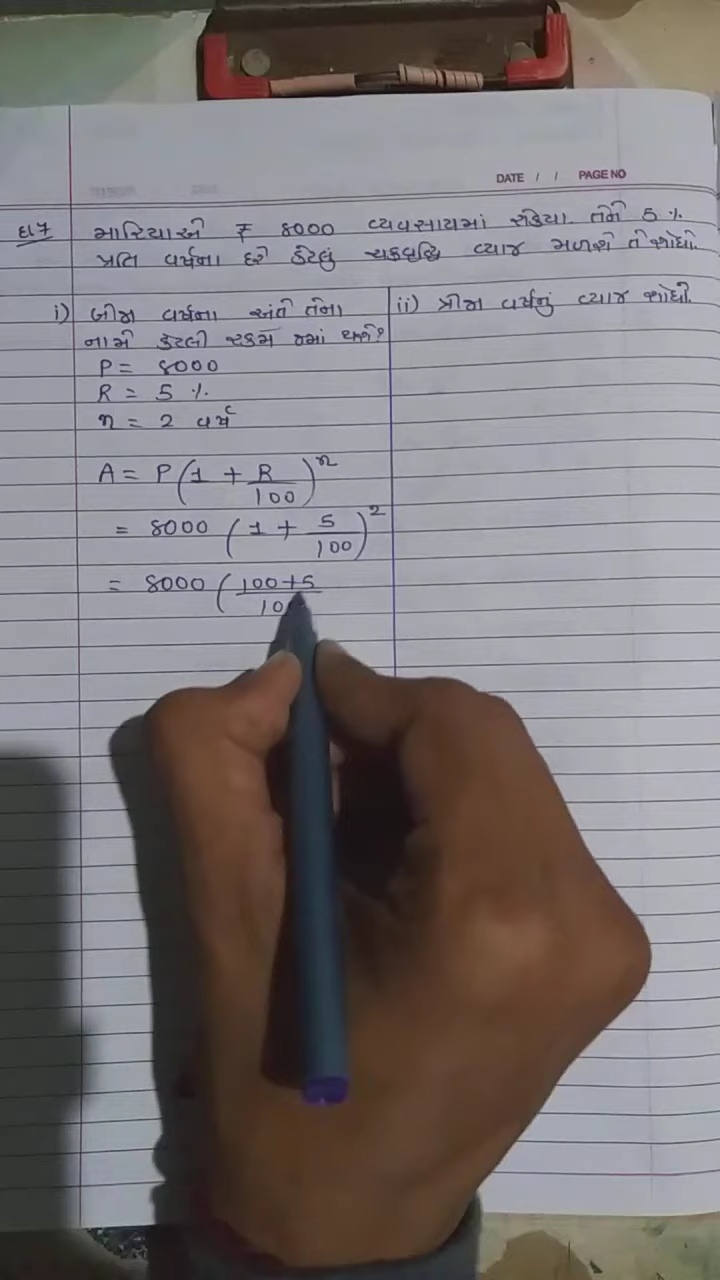 DATE / / PAGE NO
દા.7 મારિયાએ ₹ 8000 વ્યવસાયમાં રોક્યા. તેને 5 %
પ્રતિ વર્ષના દરે કેટલું ચક્રવૃદ્ધિ વ્યાજ મળશે તે શોધો.
i) બીજા વર્ષના અંતે તેના
નામે કેટલી રકમ જમા થશે?
P = 8000
R = 5 %
n = 2 વર્ષ
A = P(1 + R/100)^n
= 8000 (1 + 5/100)^2
= 8000 (100+5/10
ii) ત્રીજા વર્ષનું વ્યાજ શોધો.